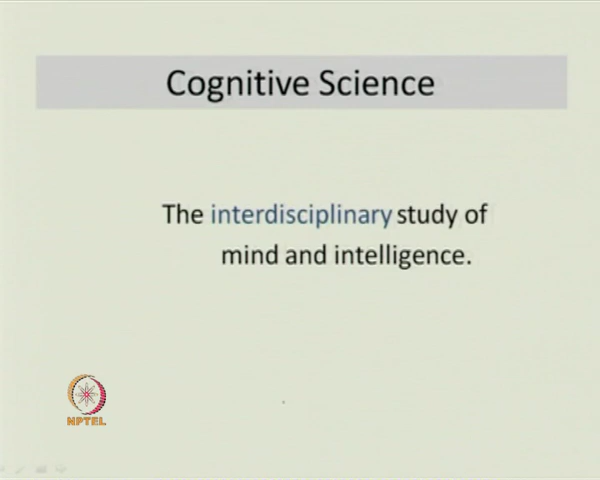 Cognitive Science
The interdisciplinary study of
mind and intelligence.
NPTEL